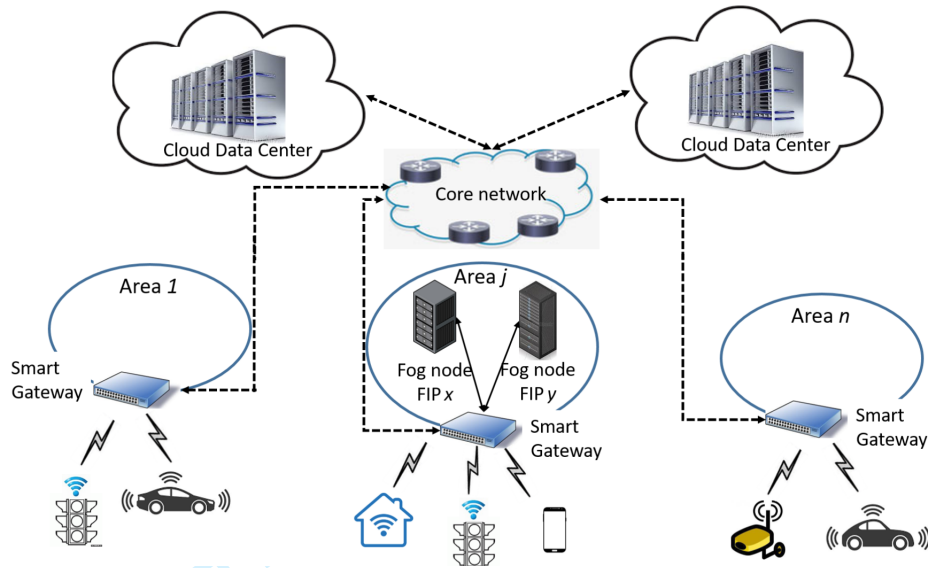 Cloud Data Center
Cloud Data Center
Core network
Area 1
Area j
Area n
Fog node
FIP x
Fog node
FIP y
Smart
Gateway
Smart
Gateway
Smart
Gateway